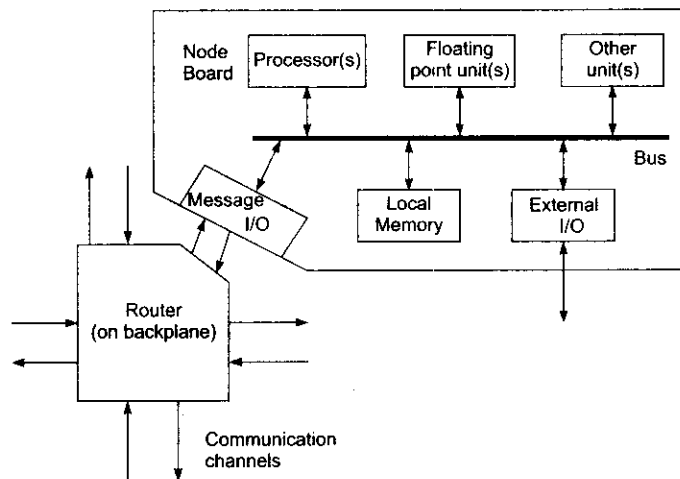 Node
Board
Processor(s)
Floating
point unit(s)
Other
unit(s)
Bus
Message
I/O
Local
Memory
External
I/O
Router
(on backplane)
Communication
channels